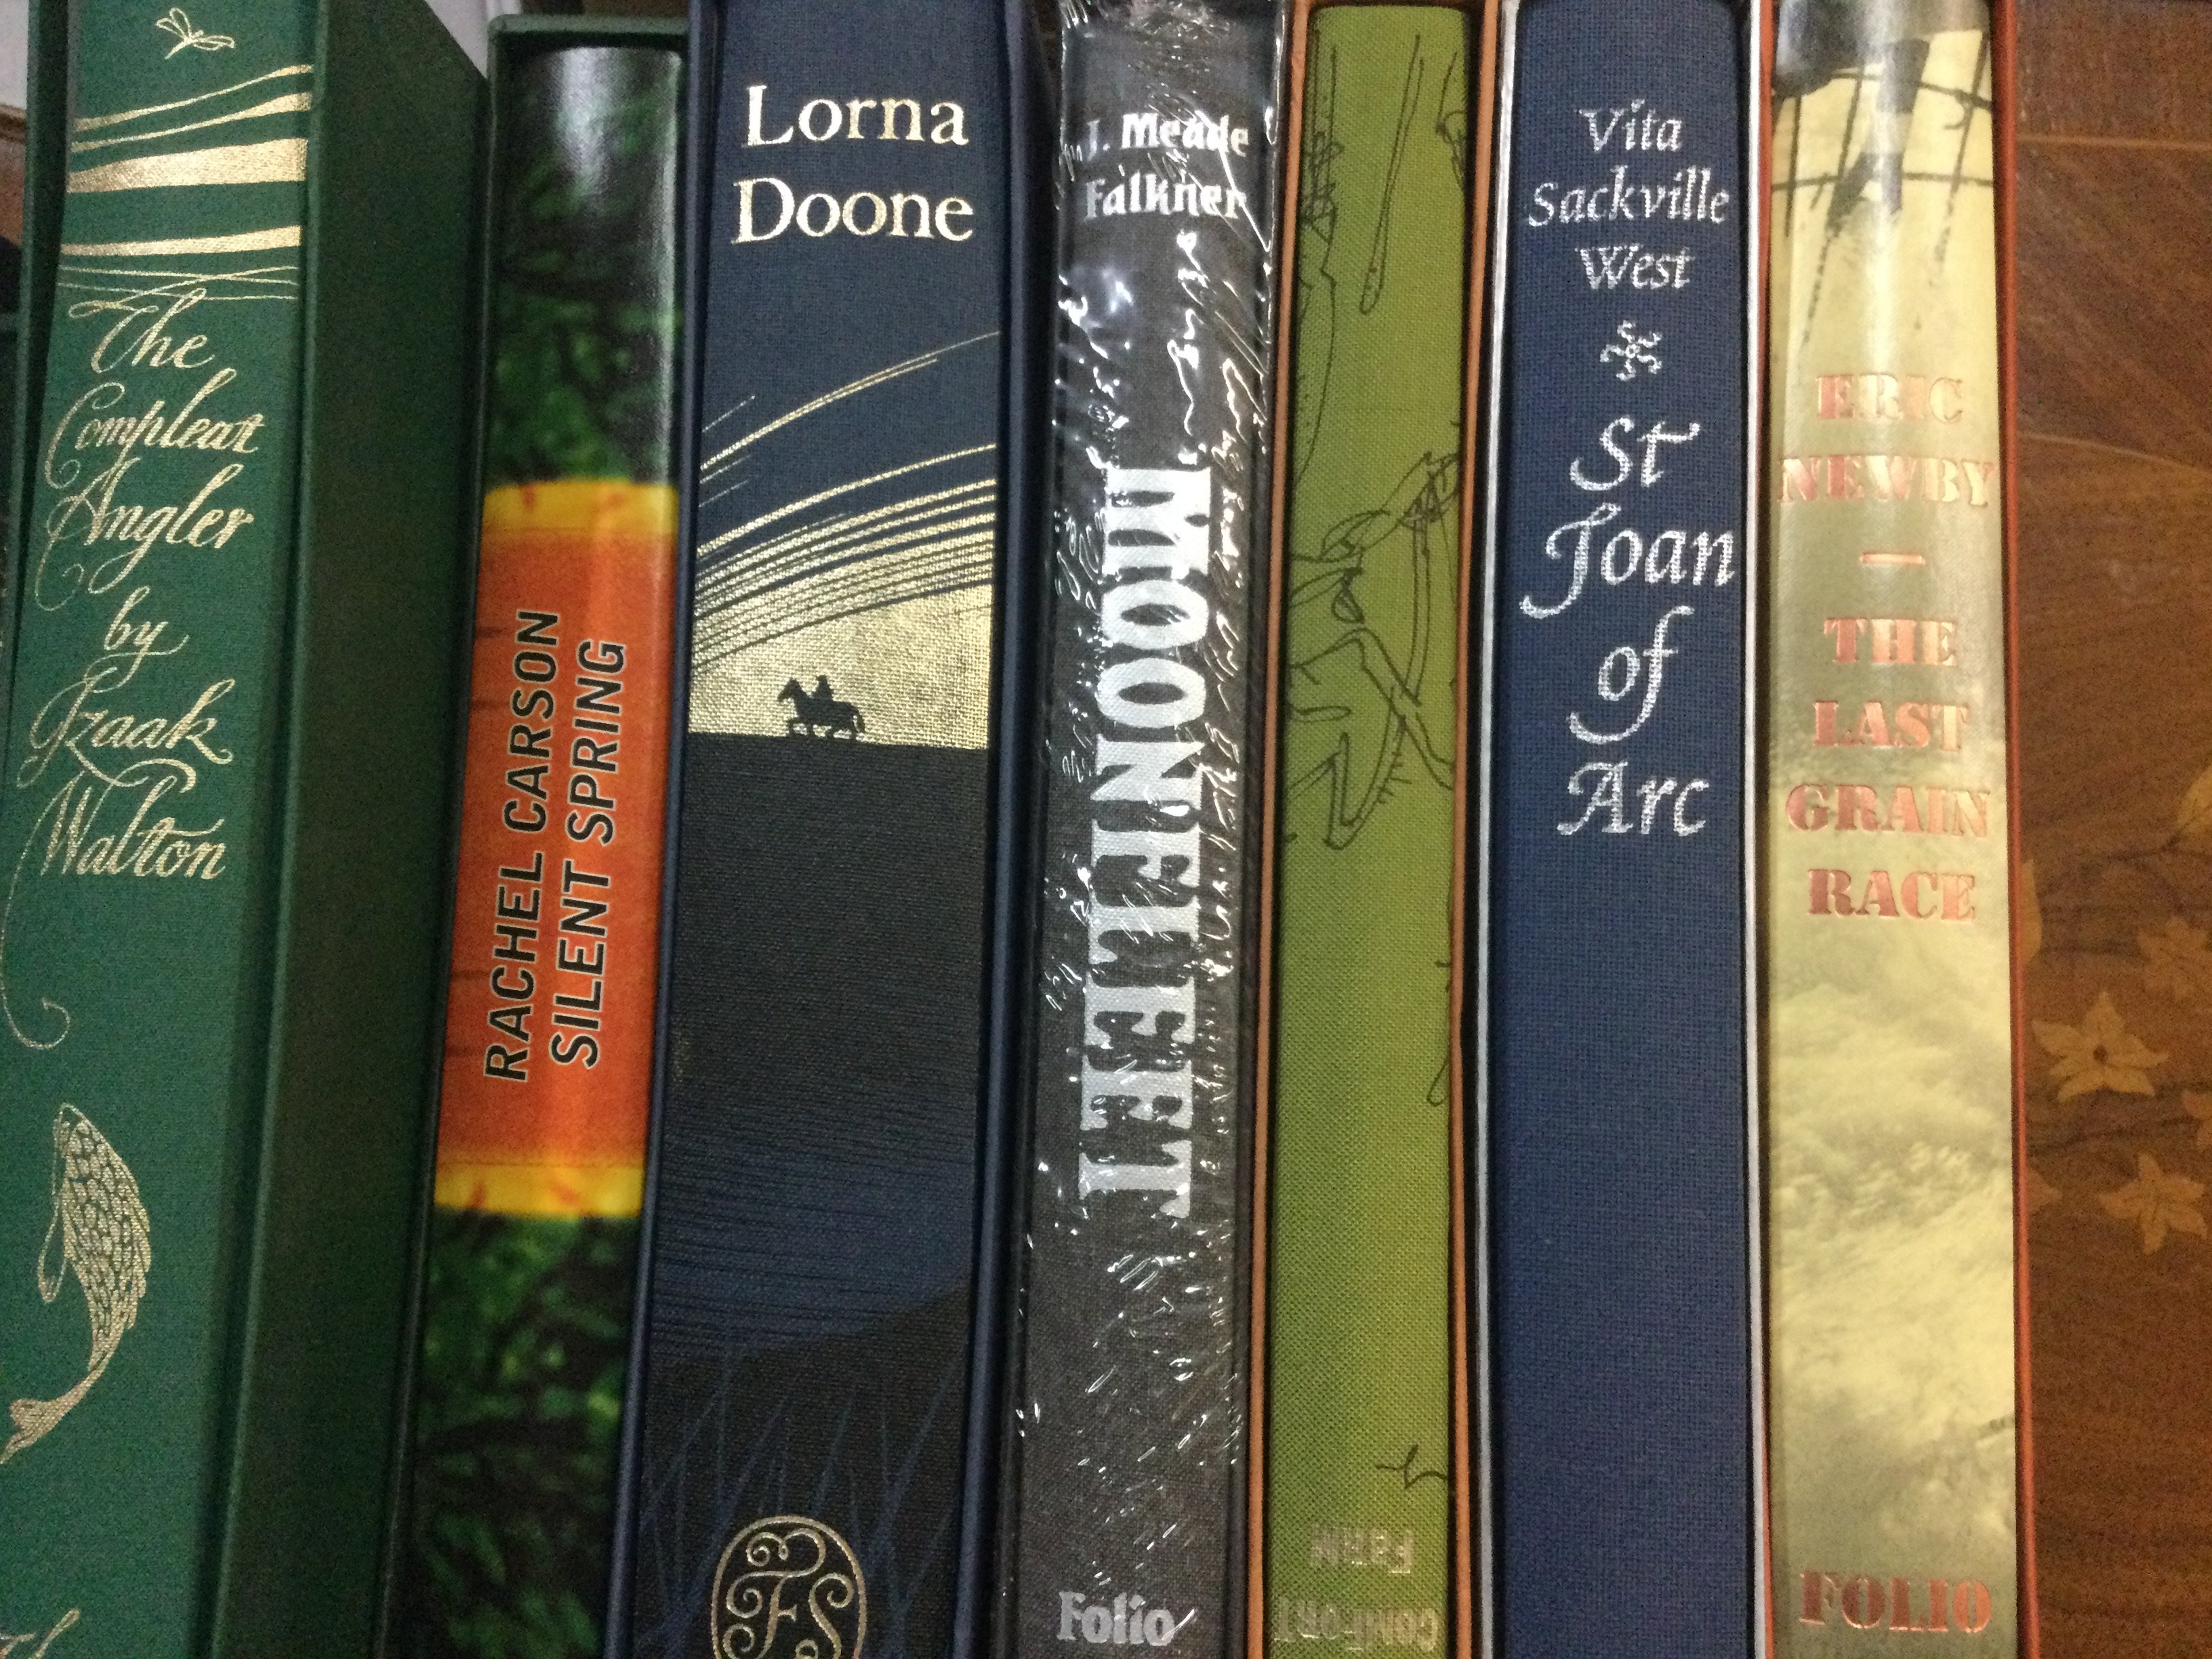 The
Compleat
Angler
by
Izaak
Walton
RACHEL CARSON
SILENT SPRING
Lorna
Doone
FS
J. Meade
Falkner
MOONFLEET
Folio
COMFORT
FARM
Vita
Sackville
West
St
Joan
of
Arc
ERIC
NEWBY
—
THE
LAST
GRAIN
RACE
FOLIO